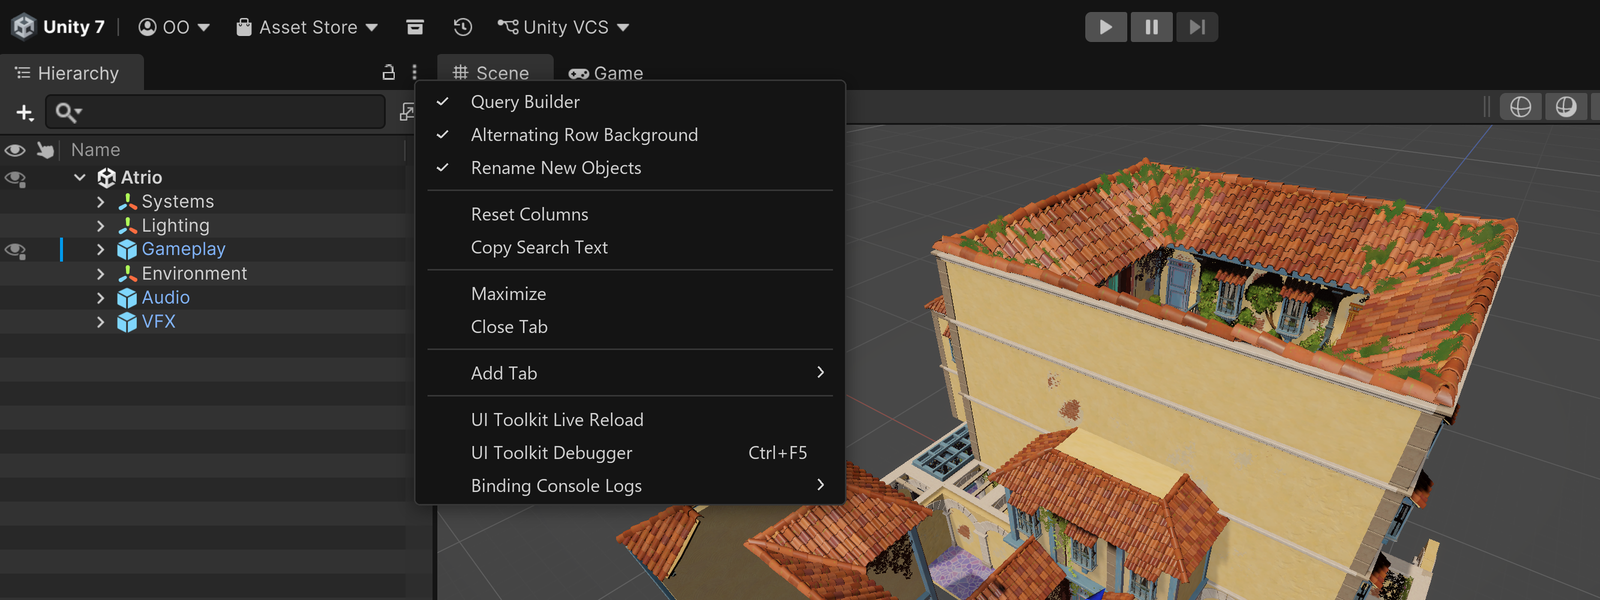 Unity 7
OO
Asset Store
Unity VCS
Hierarchy
Scene
Game
Name
Atrio
Systems
Lighting
Gameplay
Environment
Audio
VFX
Query Builder
Alternating Row Background
Rename New Objects
Reset Columns
Copy Search Text
Maximize
Close Tab
Add Tab
UI Toolkit Live Reload
UI Toolkit Debugger Ctrl+F5
Binding Console Logs